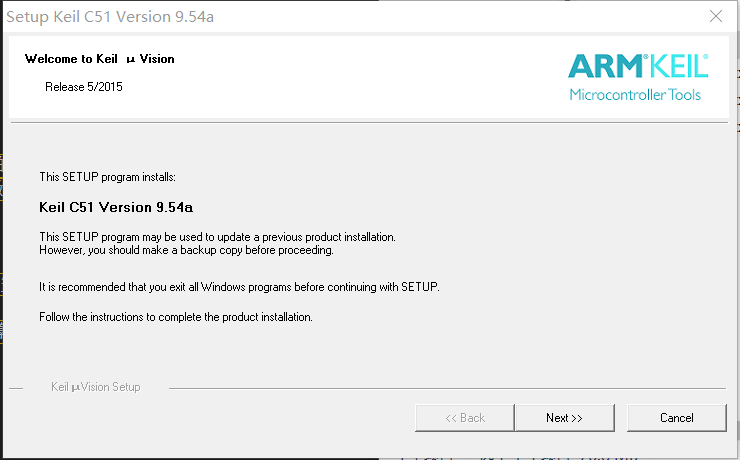 Setup Keil C51 Version 9.54a
Welcome to Keil µVision
Release 5/2015
ARM®KEIL®
Microcontroller Tools
This SETUP program installs:
Keil C51 Version 9.54a
This SETUP program may be used to update a previous product installation.
However, you should make a backup copy before proceeding.
It is recommended that you exit all Windows programs before continuing with SETUP.
Follow the instructions to complete the product installation.
Keil µVision Setup
<< Back
Next >>
Cancel